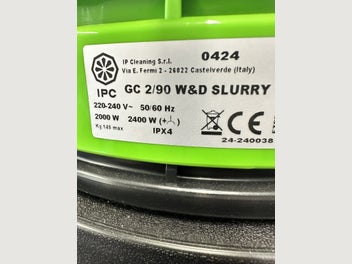 IP Cleaning S.r.l. 0424
Via E. Fermi 2 - 26022 Castelverde (Italy)
IPC GC 2/90 W&D SLURRY
220-240 V~ 50/60 Hz
2000 W 2400 W (+⅄)
Kg 125 max IPX4
CE
24-240038